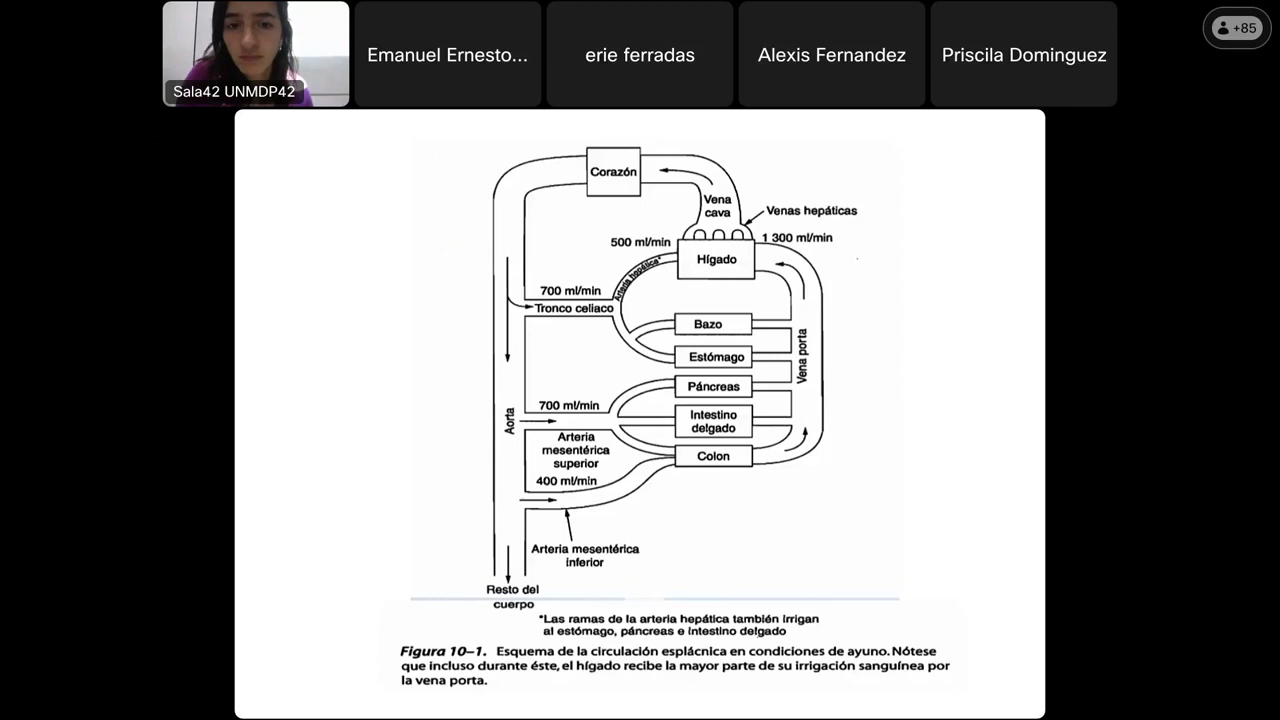 Sala42 UNMDP42
Emanuel Ernesto...
erie ferradas
Alexis Fernandez
Priscila Dominguez
+85
Corazón
Vena
cava
Venas hepáticas
500 ml/min
1 300 ml/min
Hígado
Arteria hepática*
700 ml/min
Tronco celiaco
Bazo
Estómago
Vena porta
Páncreas
700 ml/min
Aorta
Intestino
delgado
Arteria
mesentérica
superior
Colon
400 ml/min
Arteria mesentérica
inferior
Resto del
cuerpo
*Las ramas de la arteria hepática también irrigan
al estómago, páncreas e intestino delgado
Figura 10–1. Esquema de la circulación esplácnica en condiciones de ayuno. Nótese
que incluso durante éste, el hígado recibe la mayor parte de su irrigación sanguínea por
la vena porta.